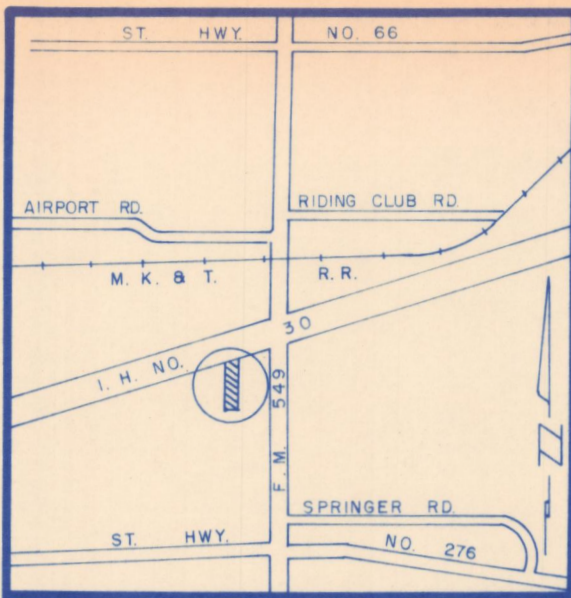 ST. HWY. NO. 66
AIRPORT RD.
RIDING CLUB RD.
M. K. & T. R. R.
I. H. NO. 30
F. M. 549
SPRINGER RD.
ST. HWY. NO. 276
N